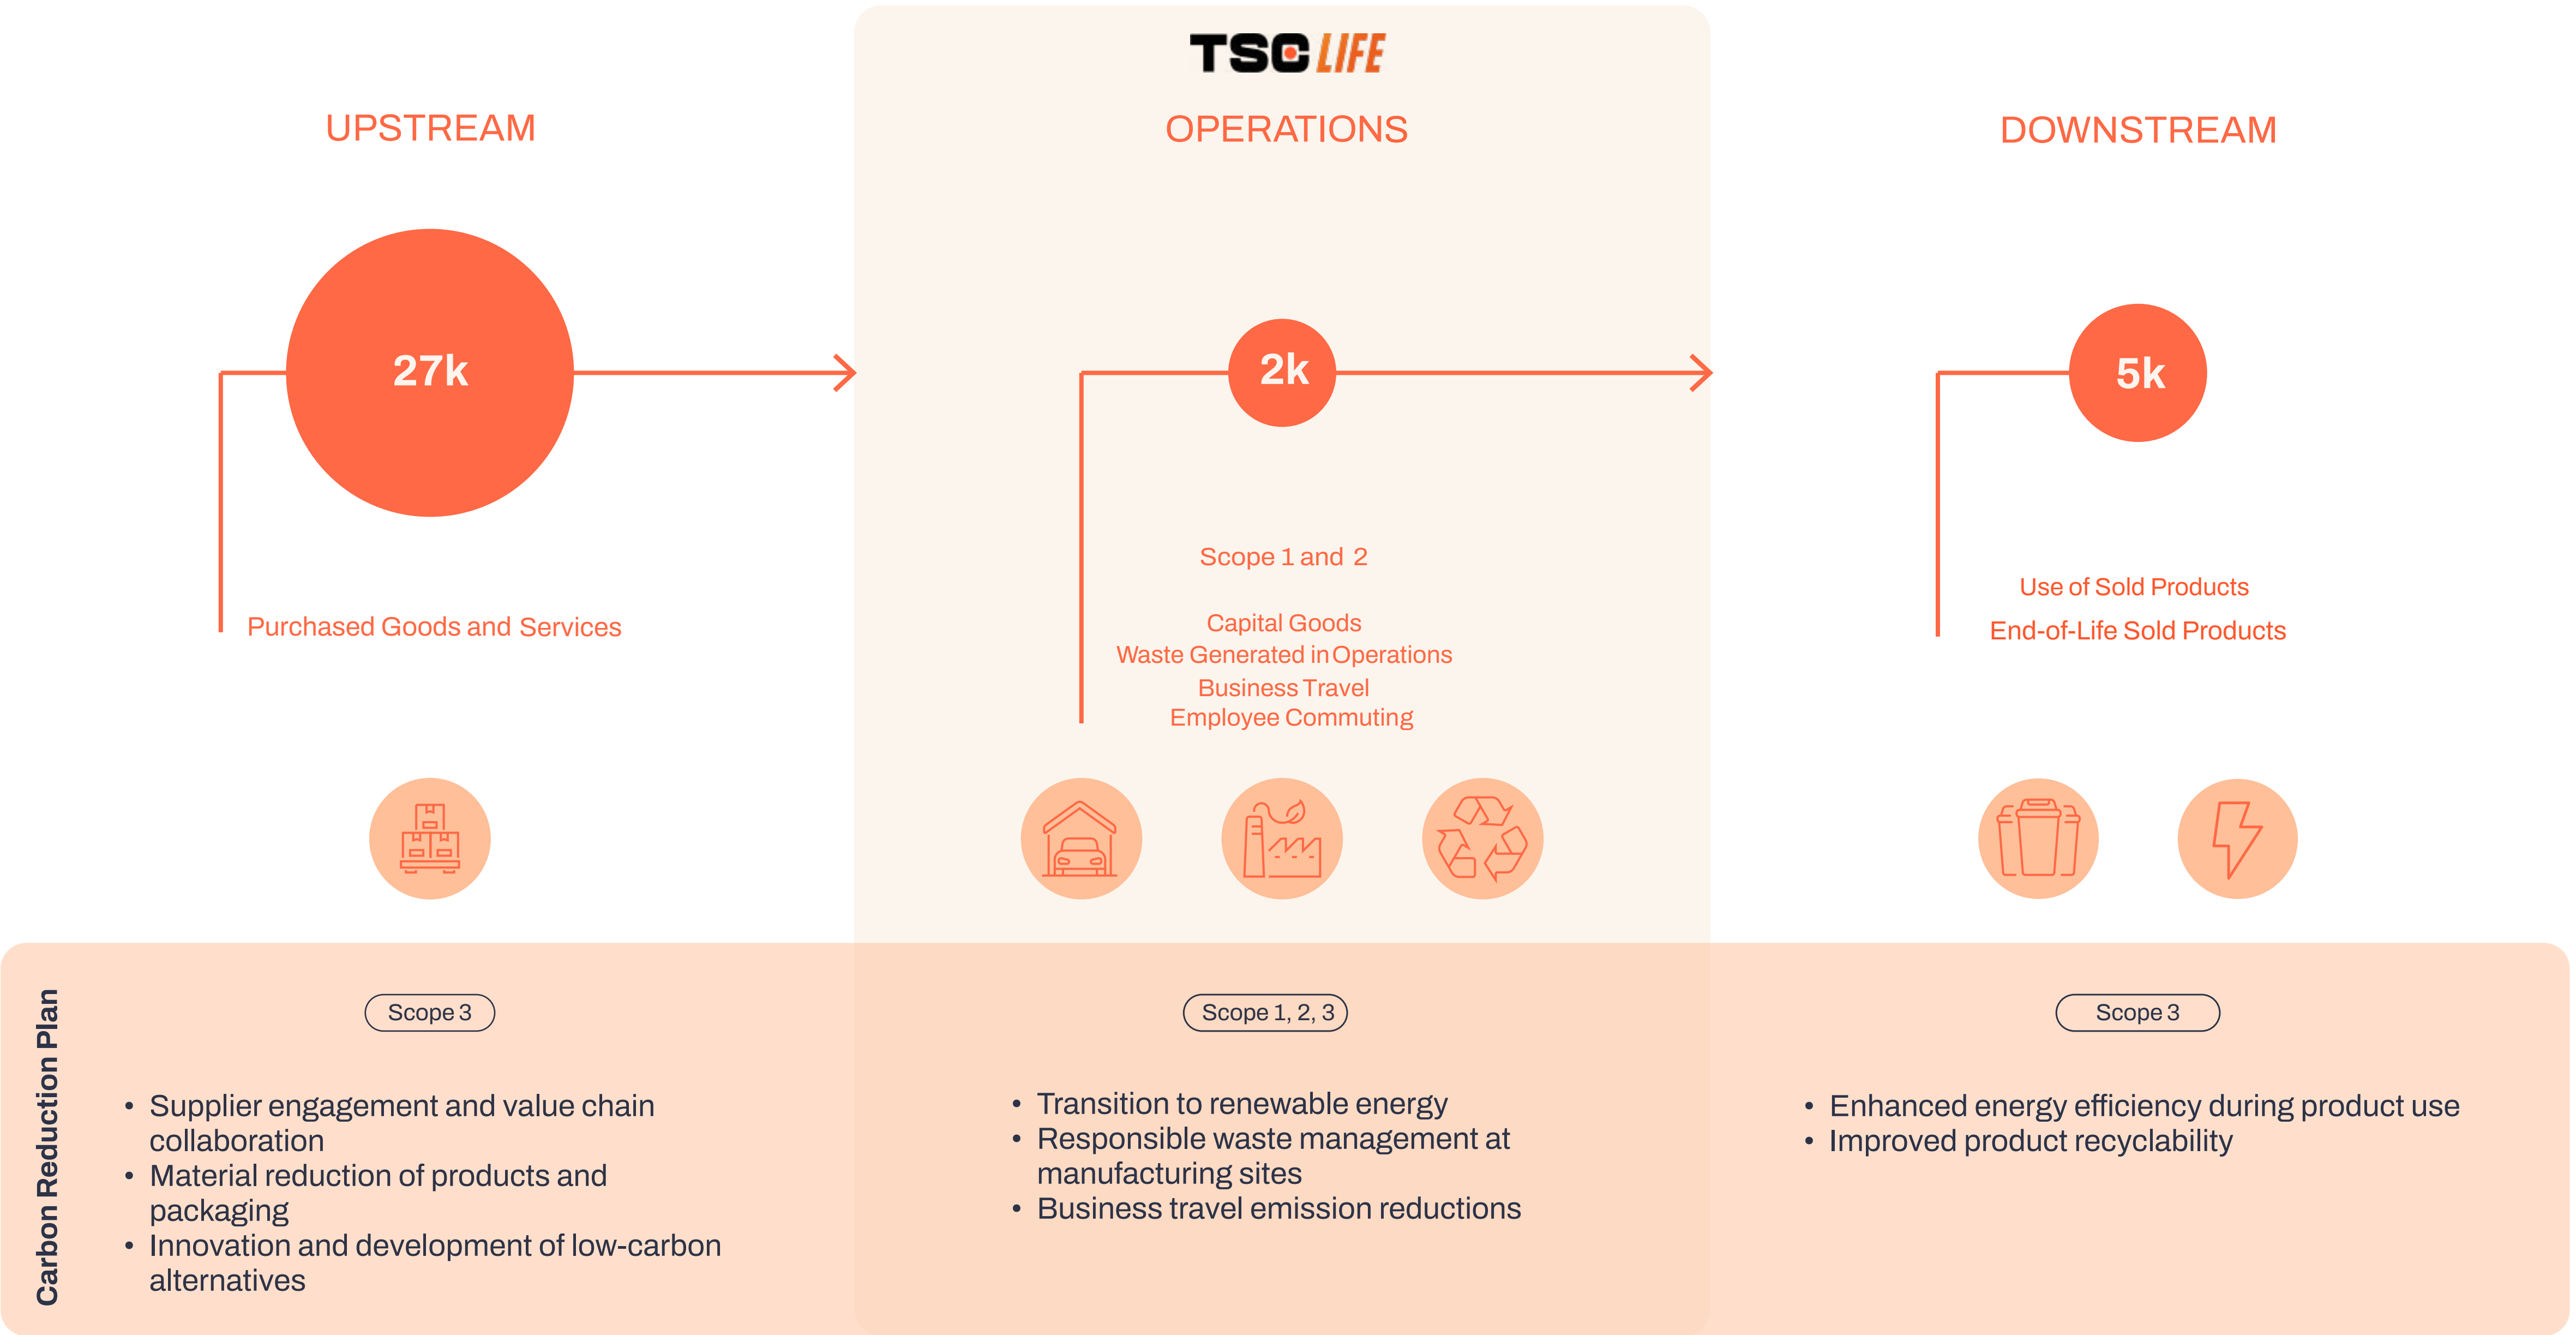 TSC LIFE
UPSTREAM
OPERATIONS
DOWNSTREAM
27k
2k
5k
Purchased Goods and Services
Scope 1 and 2
Capital Goods
Waste Generated in Operations
Business Travel
Employee Commuting
Use of Sold Products
End-of-Life Sold Products
Carbon Reduction Plan
Scope 3
• Supplier engagement and value chain
collaboration
• Material reduction of products and
packaging
• Innovation and development of low-carbon
alternatives
Scope 1, 2, 3
• Transition to renewable energy
• Responsible waste management at
manufacturing sites
• Business travel emission reductions
Scope 3
• Enhanced energy efficiency during product use
• Improved product recyclability